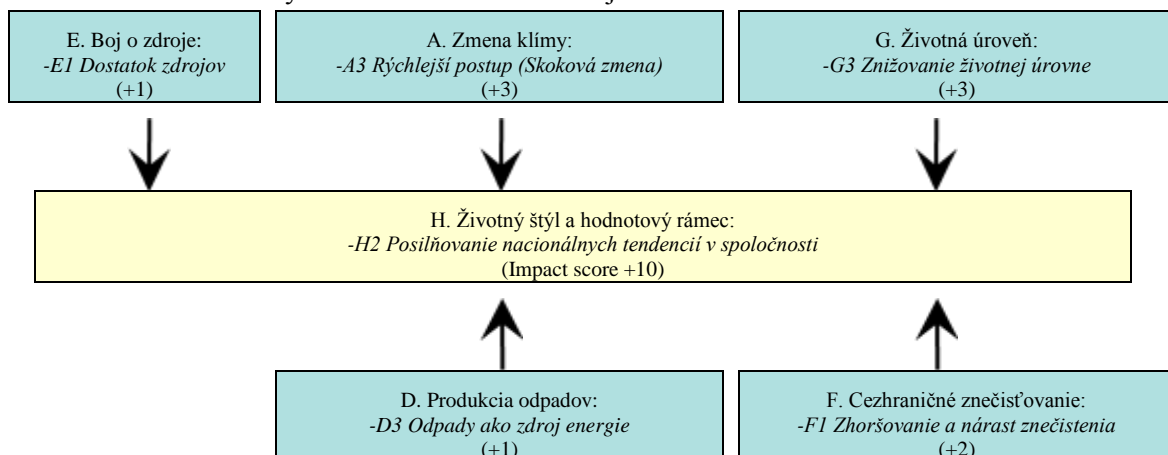 E. Boj o zdroje:
-E1 Dostatok zdrojov
(+1)
A. Zmena klímy:
-A3 Rýchlejší postup (Skoková zmena)
(+3)
G. Životná úroveň:
-G3 Znižovanie životnej úrovne
(+3)
H. Životný štýl a hodnotový rámec:
-H2 Posilňovanie nacionálnych tendencií v spoločnosti
(Impact score +10)
D. Produkcia odpadov:
-D3 Odpady ako zdroj energie
(+1)
F. Cezhraničné znečisťovanie:
-F1 Zhoršovanie a nárast znečistenia
(+2)